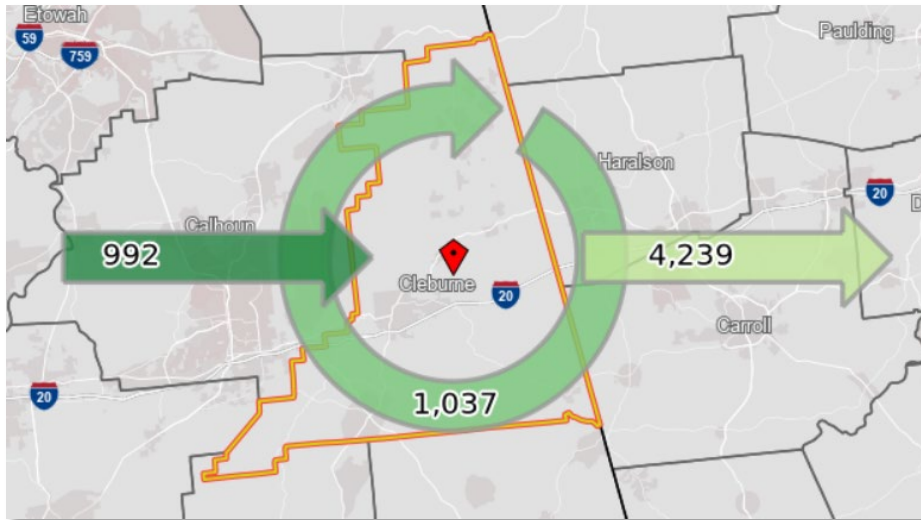 Etowah
59
759
Paulding
Haralson
20
D
Calhoun
992
4,239
Cleburne
20
Carroll
20
1,037